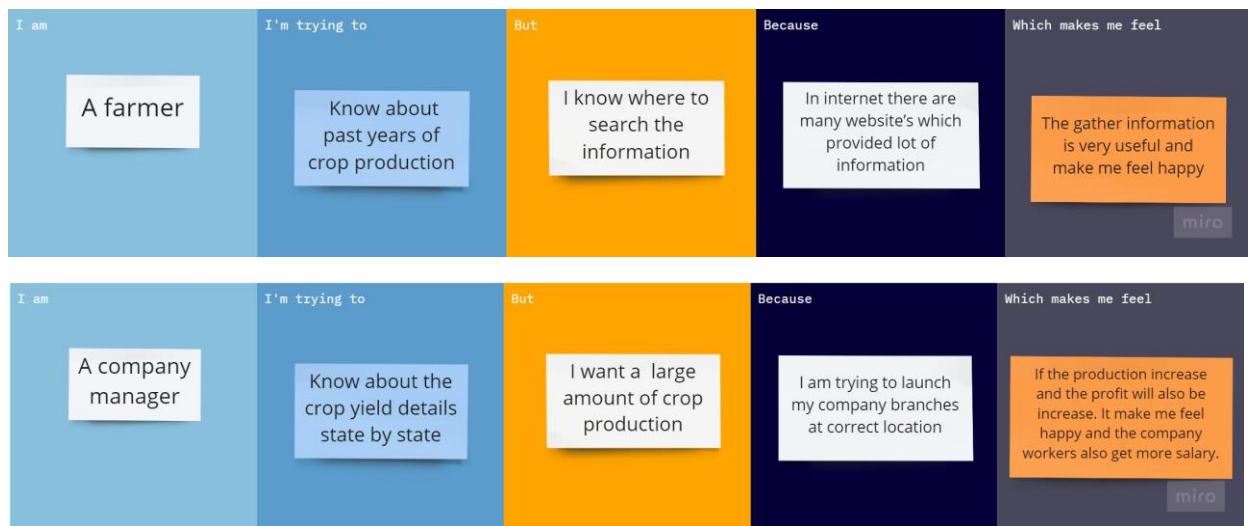 I am
I'm trying to
But
Because
Which makes me feel
A farmer
Know about
past years of
crop production
I know where to
search the
information
In internet there are
many website's which
provided lot of
information
The gather information
is very useful and
make me feel happy
miro
I am
I'm trying to
But
Because
Which makes me feel
A company
manager
Know about the
crop yield details
state by state
I want a large
amount of crop
production
I am trying to launch
my company branches
at correct location
If the production increase
and the profit will also be
increase. It make me feel
happy and the company
workers also get more salary.
miro